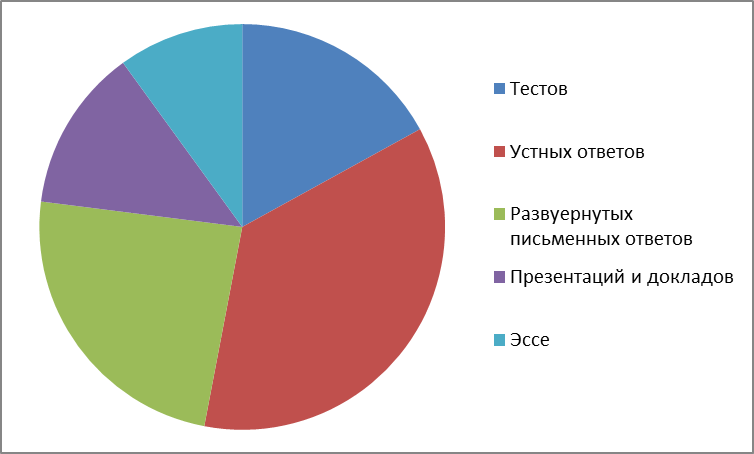 Тестов
Устных ответов
Развуернутых
письменных ответов
Презентаций и докладов
Эссе